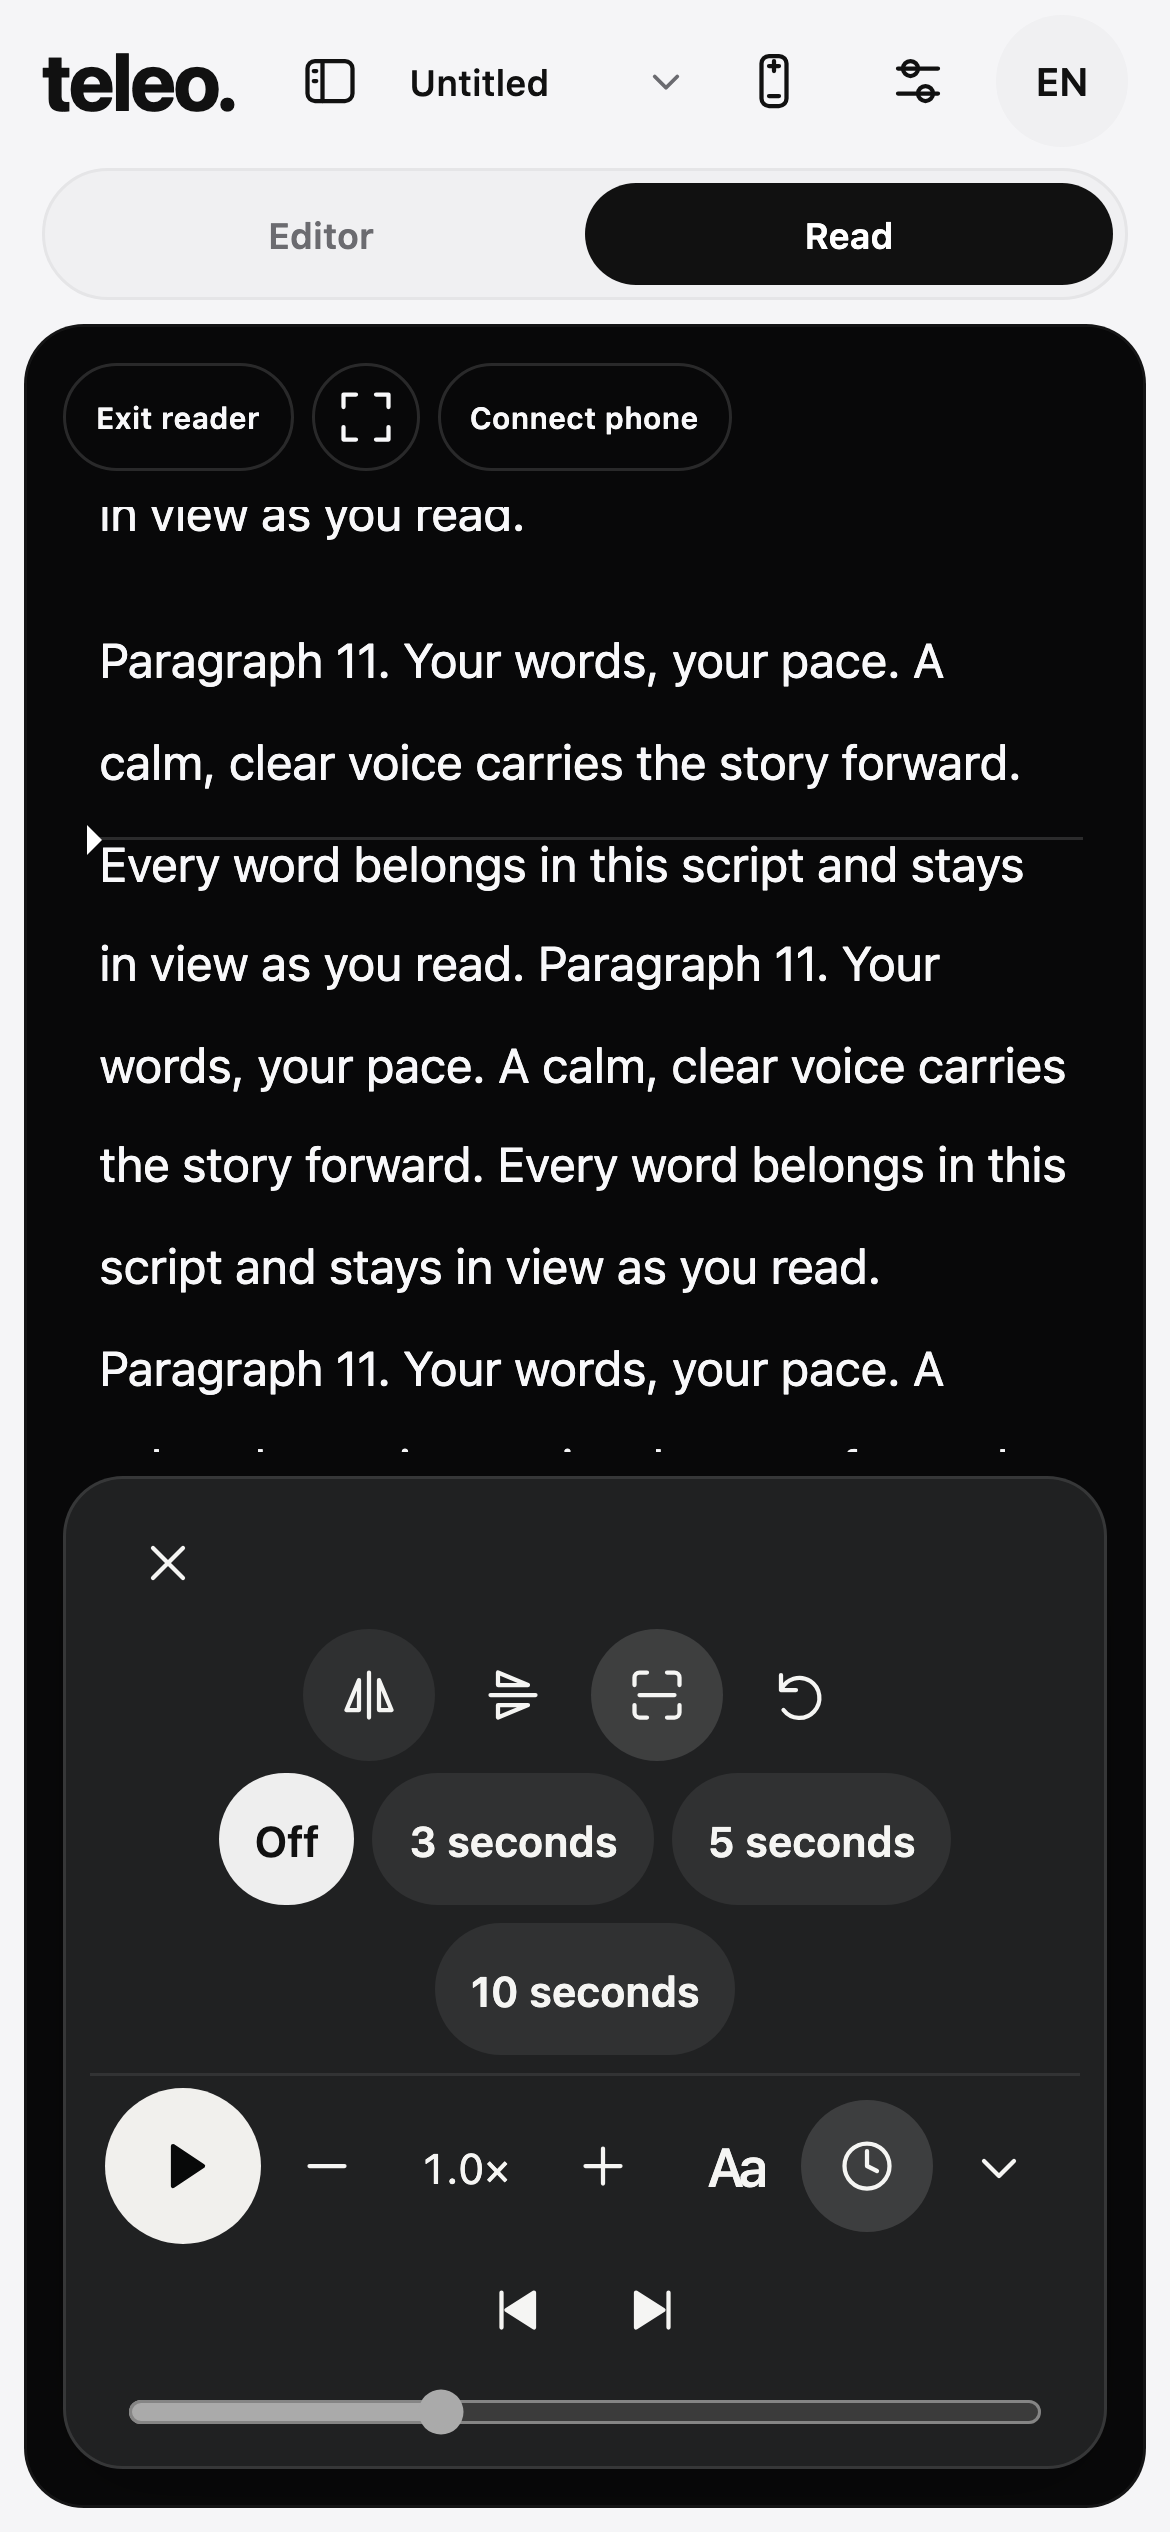 teleo.
Untitled
EN
Editor
Read
Exit reader
Connect phone
in view as you read.
Paragraph 11. Your words, your pace. A
calm, clear voice carries the story forward.
Every word belongs in this script and stays
in view as you read. Paragraph 11. Your
words, your pace. A calm, clear voice carries
the story forward. Every word belongs in this
script and stays in view as you read.
Paragraph 11. Your words, your pace. A
Off
3 seconds
5 seconds
10 seconds
1.0×
Aa